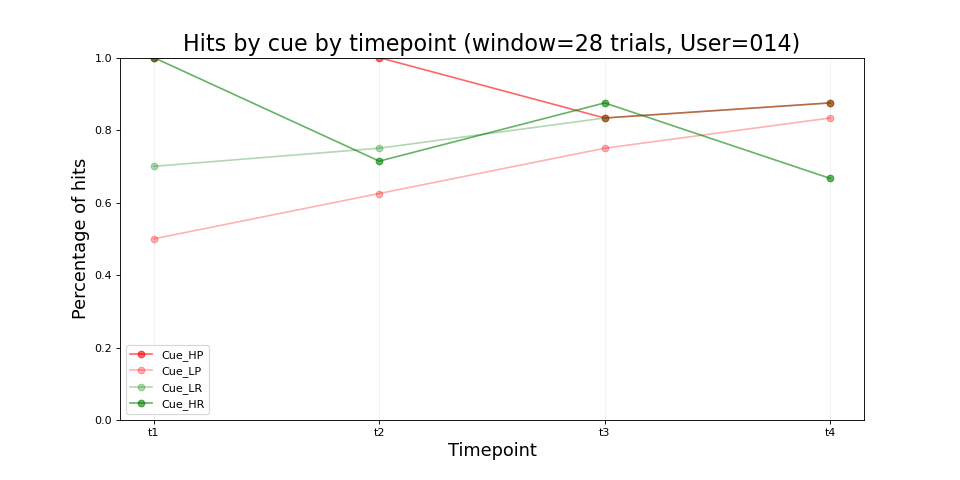 Hits by cue by timepoint (window=28 trials, User=014)
Percentage of hits
1.0
0.8
0.6
0.4
0.2
0.0
Cue_HP
Cue_LP
Cue_LR
Cue_HR
t1
t2
t3
t4
Timepoint